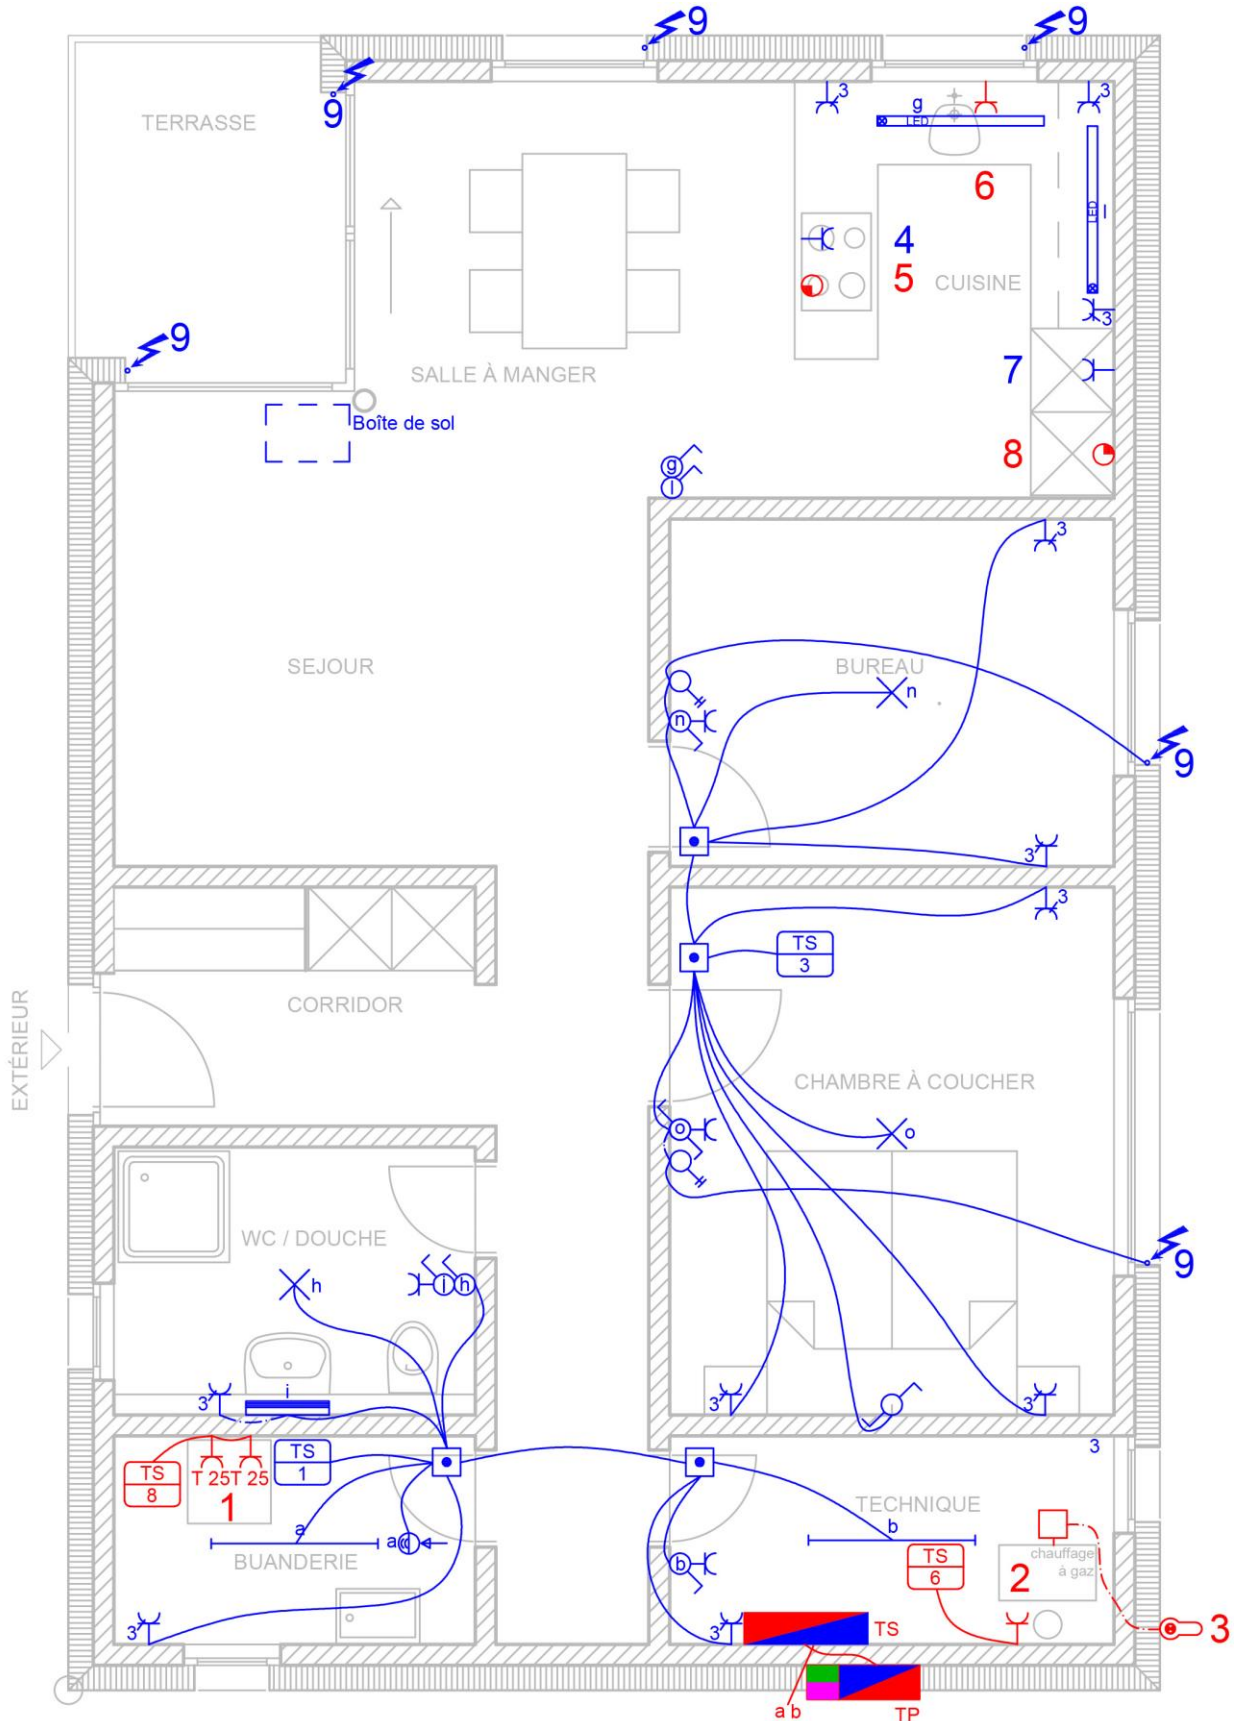 9
9
9
3
3
g
LED
TERRASSE
6
LED
l
4
5
CUISINE
3
9
SALLE À MANGER
7
Boîte de sol
8
g
l
3
SEJOUR
BUREAU
n
n
9
3
3
TS
3
CORRIDOR
EXTÉRIEUR
CHAMBRE À COUCHER
o
o
WC / DOUCHE
9
h
i
h
i
3
3
3
TS
1
3
TS
8
T 25
T 25
1
TECHNIQUE
a
a
b
BUANDERIE
chauffage
à gaz
TS
6
2
b
3
3
TS
3
a b
TP